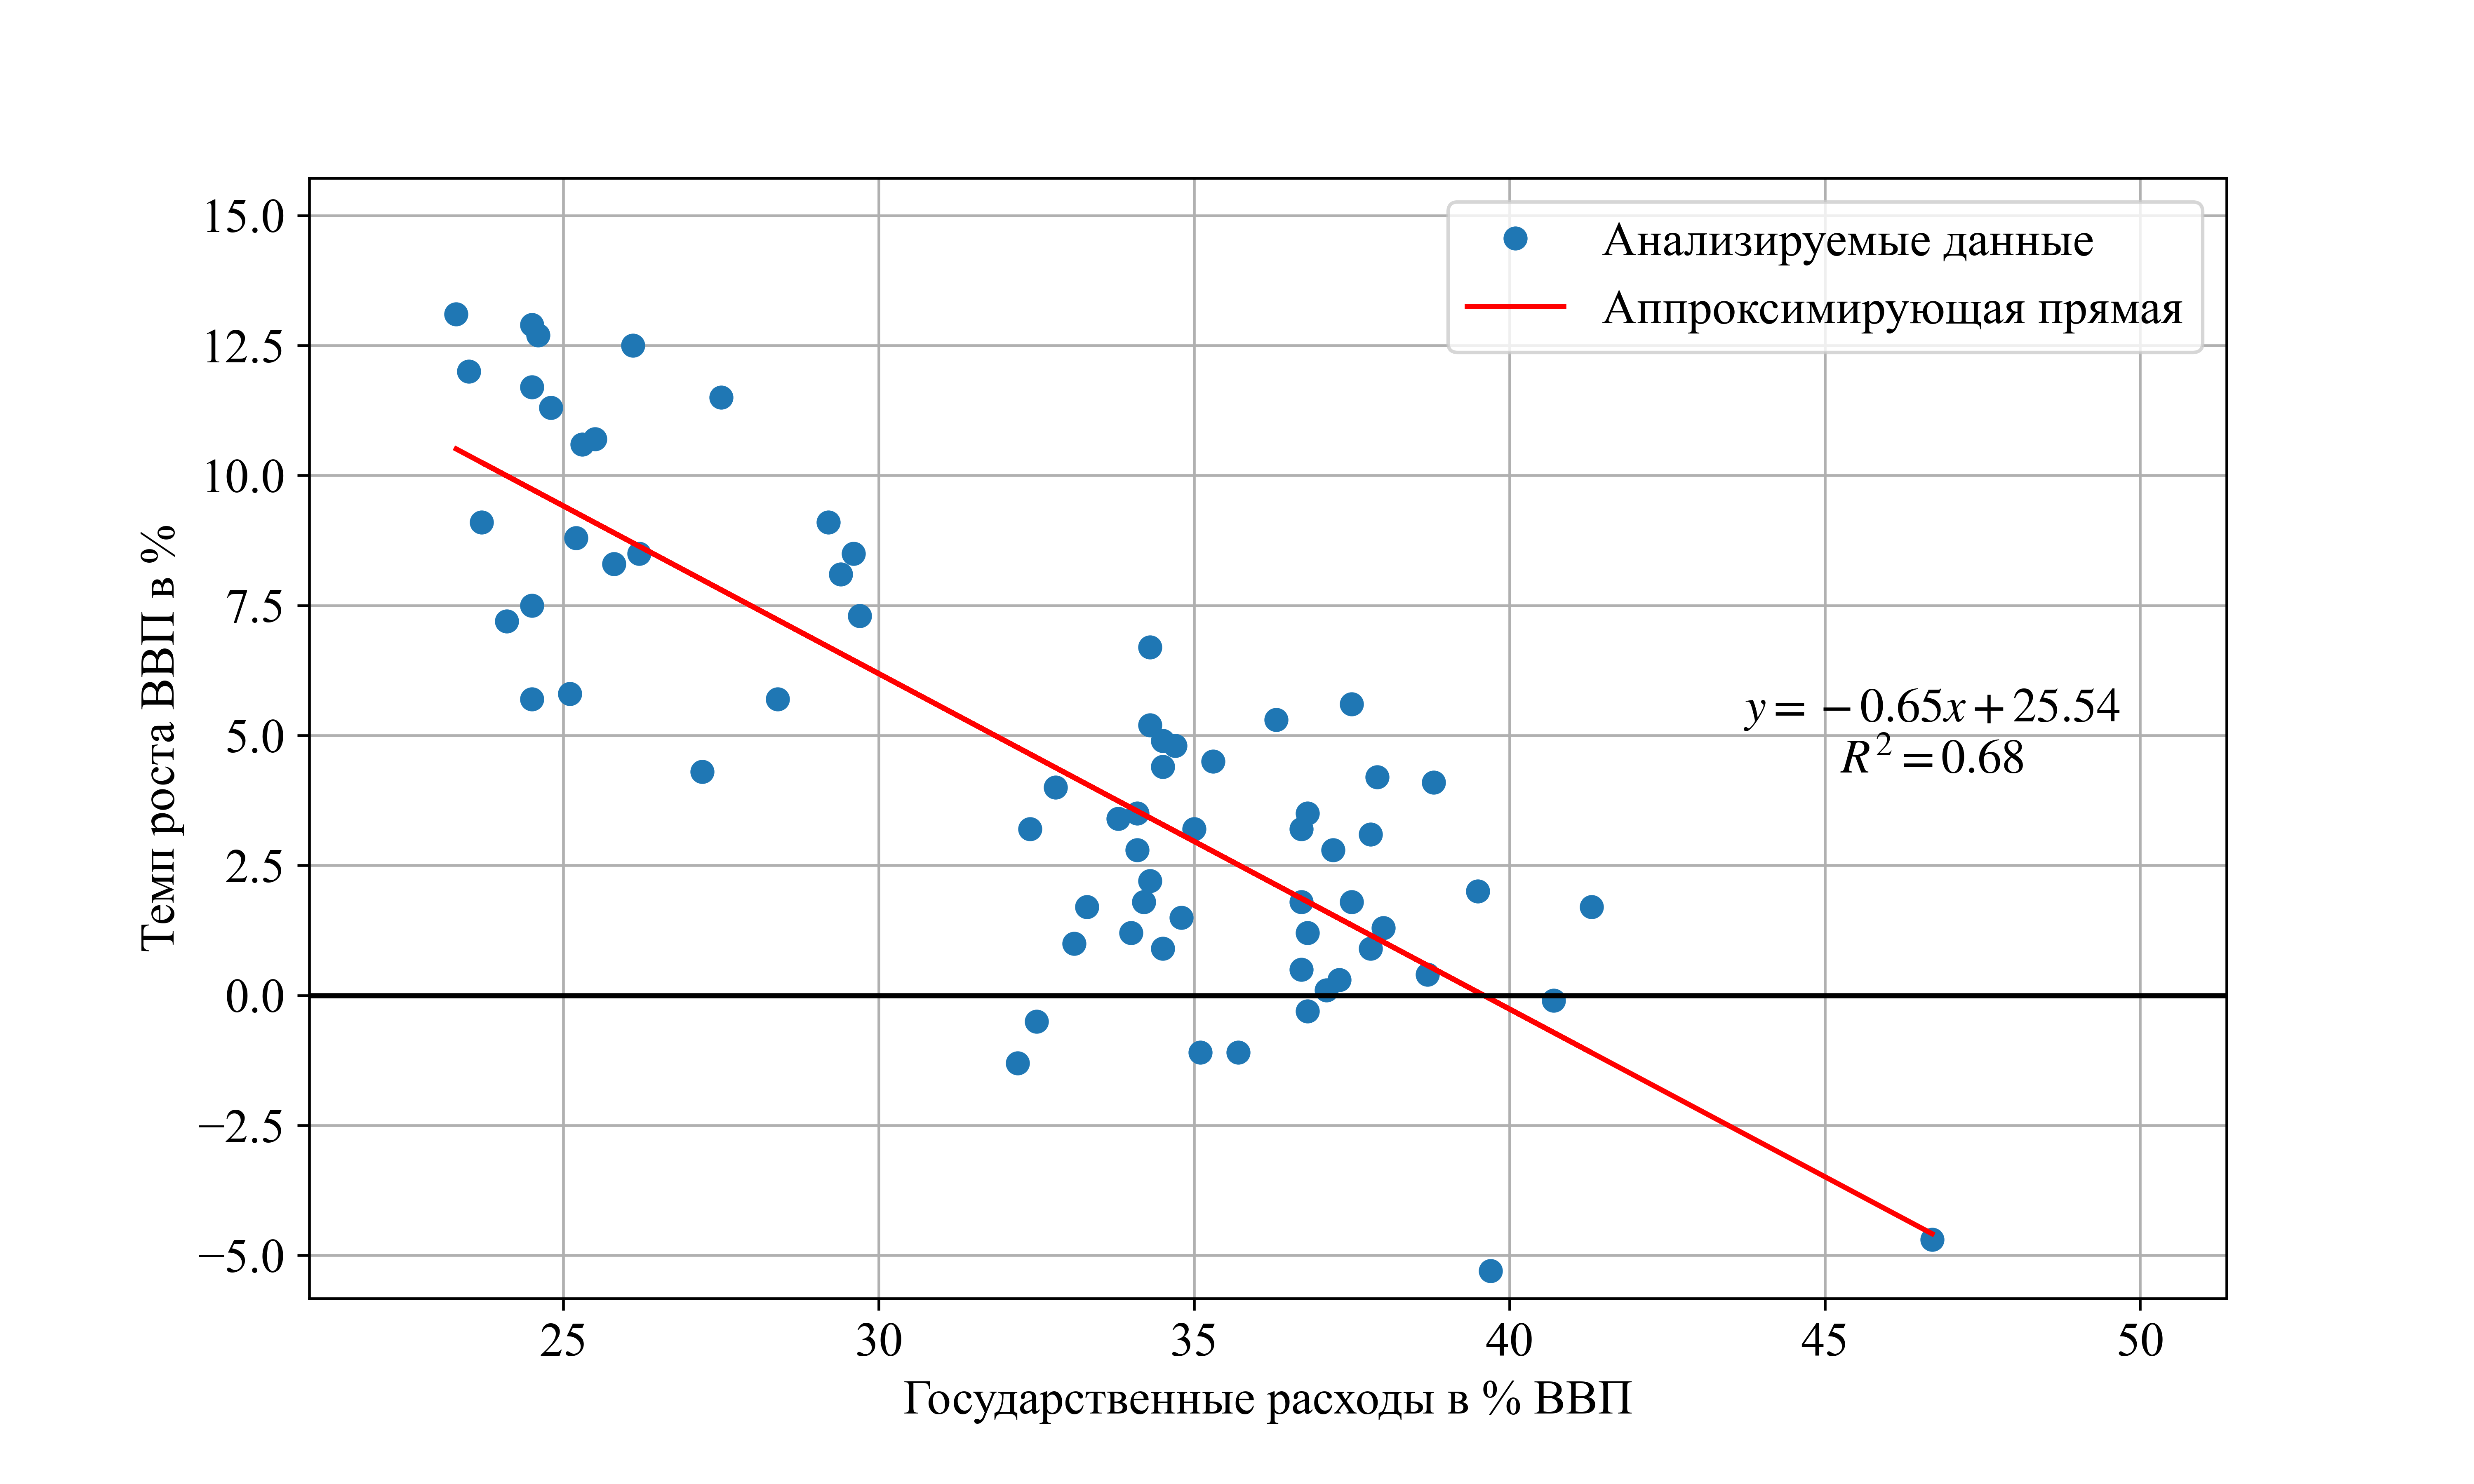 Анализируемые данные
Аппроксимирующая прямая
15.0
12.5
10.0
7.5
5.0
2.5
0.0
−2.5
−5.0
Темп роста ВВП в %
y = −0.65x + 25.54
R² = 0.68
25 30 35 40 45 50
Государственные расходы в % ВВП